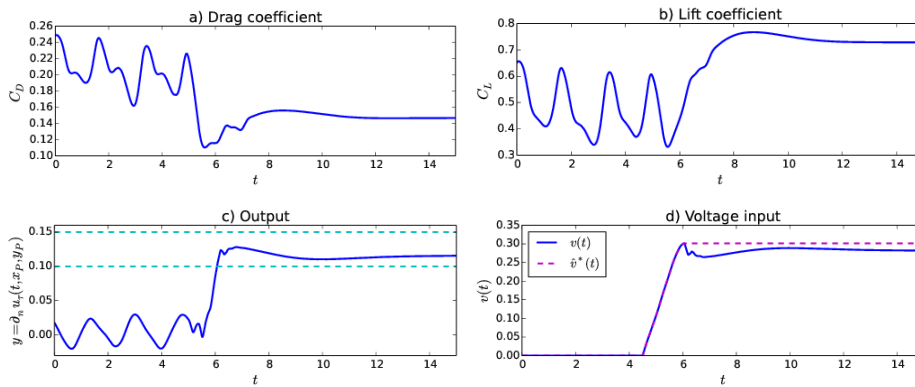 a) Drag coefficient
0.26
0.24
0.22
0.20
0.18
0.16
0.14
0.12
0.10
C_D
0 2 4 6 8 10 12 14
t
b) Lift coefficient
0.8
0.7
0.6
0.5
0.4
0.3
C_L
0 2 4 6 8 10 12 14
t
c) Output
0.15
0.10
0.05
0.00
y = ∂_n u_τ(t, x_P, y_P)
0 2 4 6 8 10 12 14
t
d) Voltage input
0.35
0.30
0.25
0.20
0.15
0.10
0.05
0.00
v(t)
v(t)
v̂*(t)
0 2 4 6 8 10 12 14
t